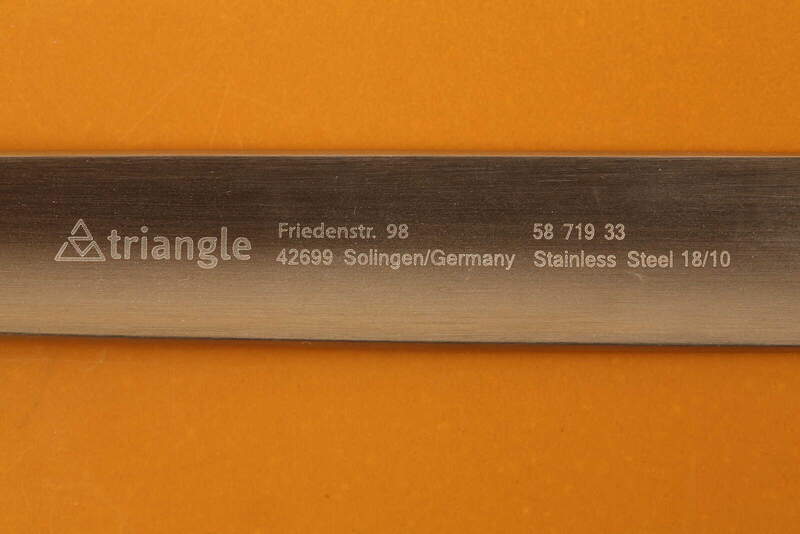 triangle
Friedenstr. 98
42699 Solingen/Germany
58 719 33
Stainless Steel 18/10